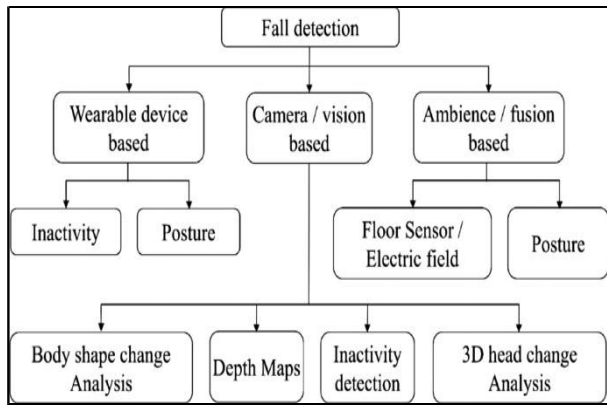 Fall detection
Wearable device
based
Camera / vision
based
Ambience / fusion
based
Inactivity
Posture
Floor Sensor /
Electric field
Posture
Body shape change
Analysis
Depth Maps
Inactivity
detection
3D head change
Analysis